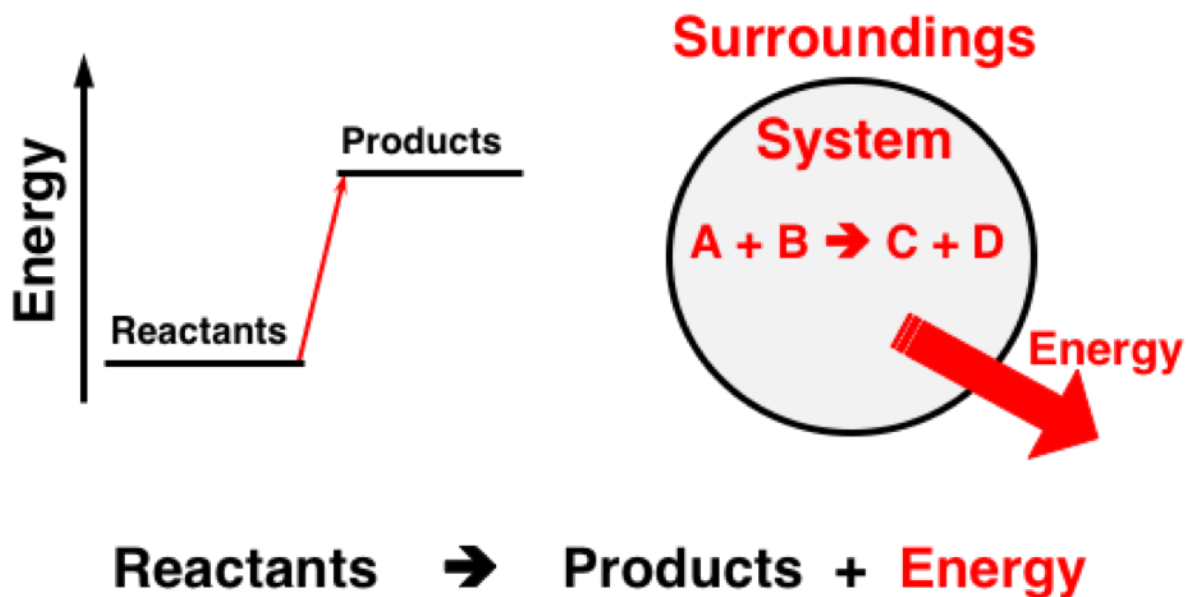 Surroundings
System
A + B ➔ C + D
Energy
Energy
Products
Reactants
Reactants ➔ Products + Energy